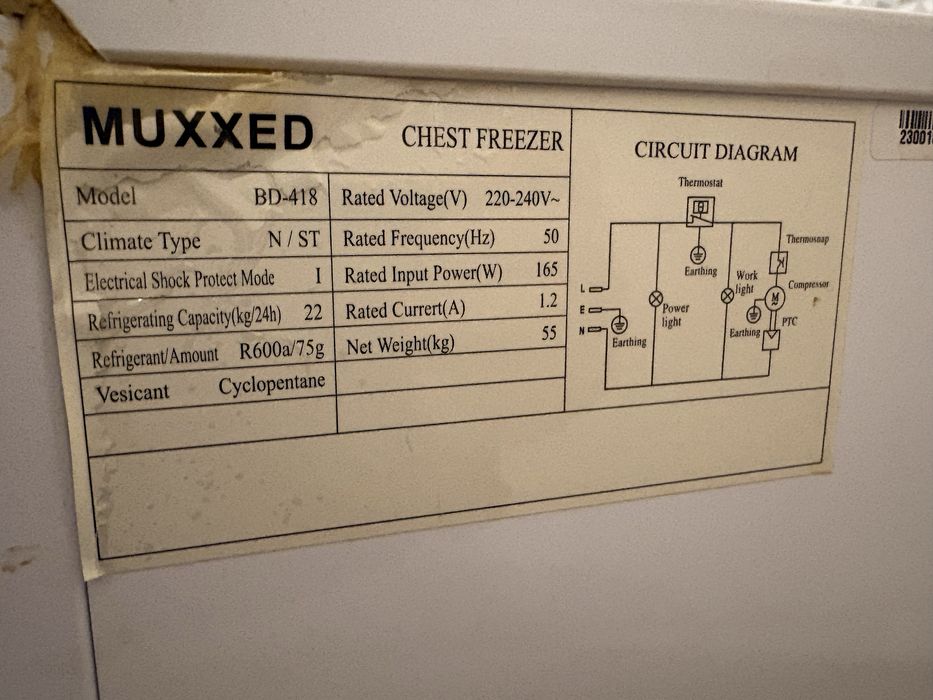 MUXXED
CHEST FREEZER
Model BD-418
Climate Type N / ST
Electrical Shock Protect Mode I
Refrigerating Capacity(kg/24h) 22
Refrigerant/Amount R600a/75g
Vesicant Cyclopentane
Rated Voltage(V) 220-240V~
Rated Frequency(Hz) 50
Rated Input Power(W) 165
Rated Currert(A) 1.2
Net Weight(kg) 55
CIRCUIT DIAGRAM
Thermostat
Thermosnap
Earthing
Work
light
Compressor
L
E
N
Earthing
Power
light
M
~
Earthing
PTC